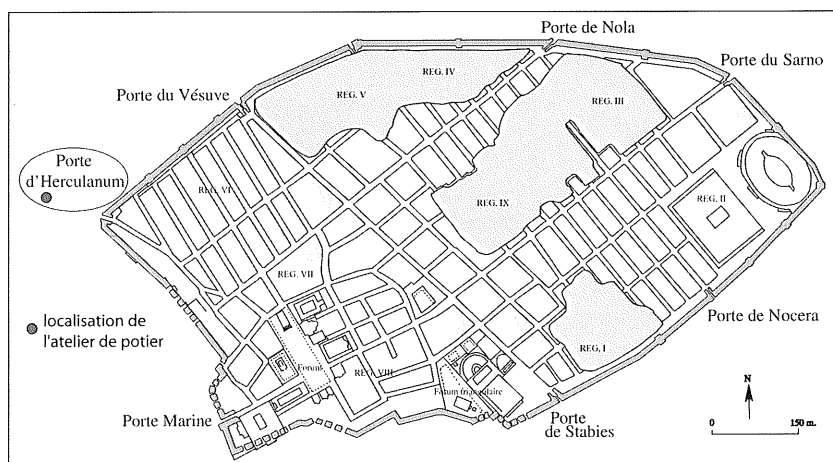 Porte de Nola
Porte du Sarno
REG. IV
REG. V
REG. III
Porte du Vésuve
Porte
d'Herculanum
REG. VI
REG. II
REG. IX
REG. VII
localisation de
l'atelier de potier
Porte de Nocera
REG. I
Forum
REG. VIII
Forum triangulaire
Porte Marine
Porte
de Stabies
N
0 150 m.